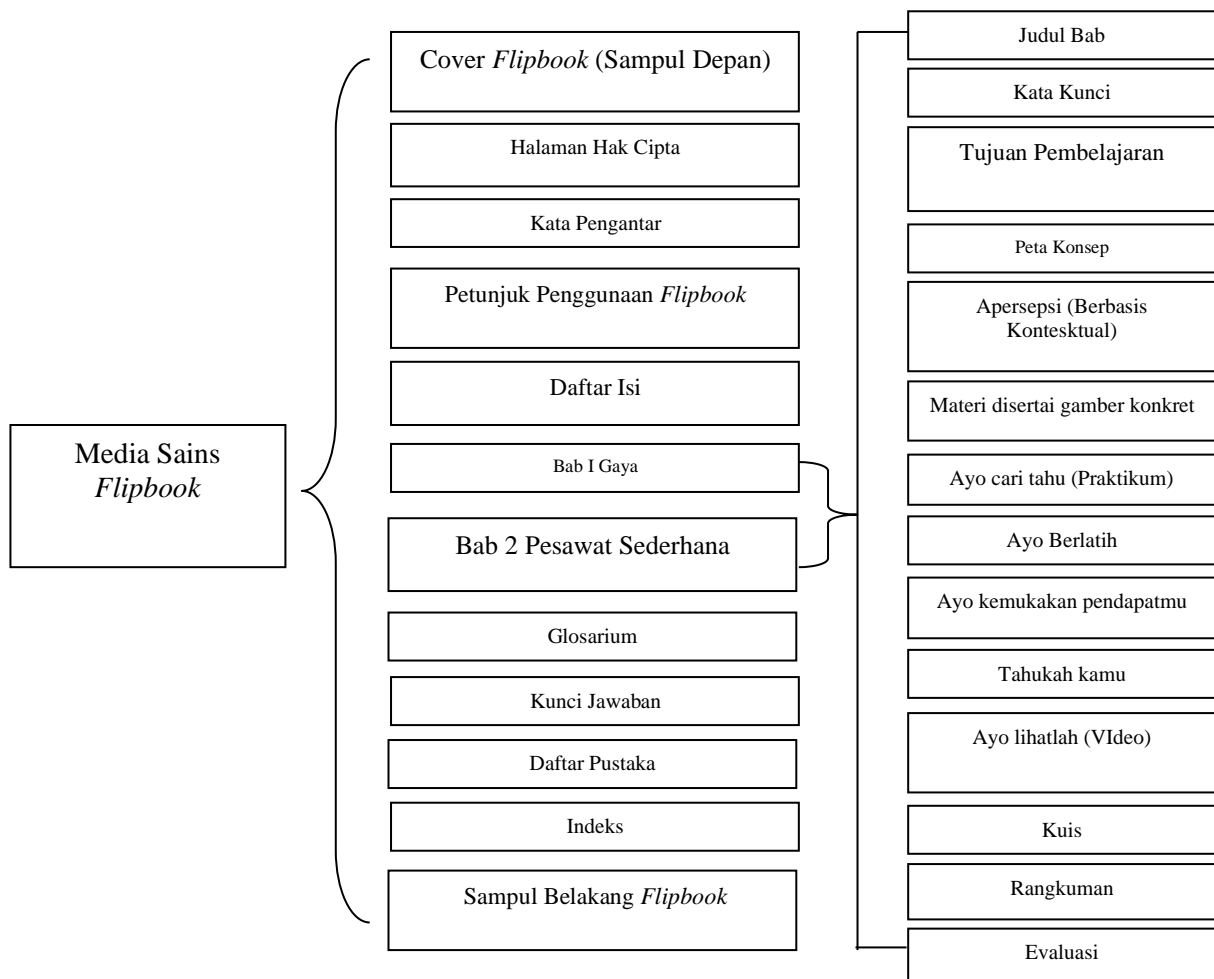 Media Sains
Flipbook
Cover Flipbook (Sampul Depan)
Halaman Hak Cipta
Kata Pengantar
Petunjuk Penggunaan Flipbook
Daftar Isi
Bab I Gaya
Bab 2 Pesawat Sederhana
Glosarium
Kunci Jawaban
Daftar Pustaka
Indeks
Sampul Belakang Flipbook
Judul Bab
Kata Kunci
Tujuan Pembelajaran
Peta Konsep
Apersepsi (Berbasis
Kontesktual)
Materi disertai gamber konkret
Ayo cari tahu (Praktikum)
Ayo Berlatih
Ayo kemukakan pendapatmu
Tahukah kamu
Ayo lihatlah (VIdeo)
Kuis
Rangkuman
Evaluasi